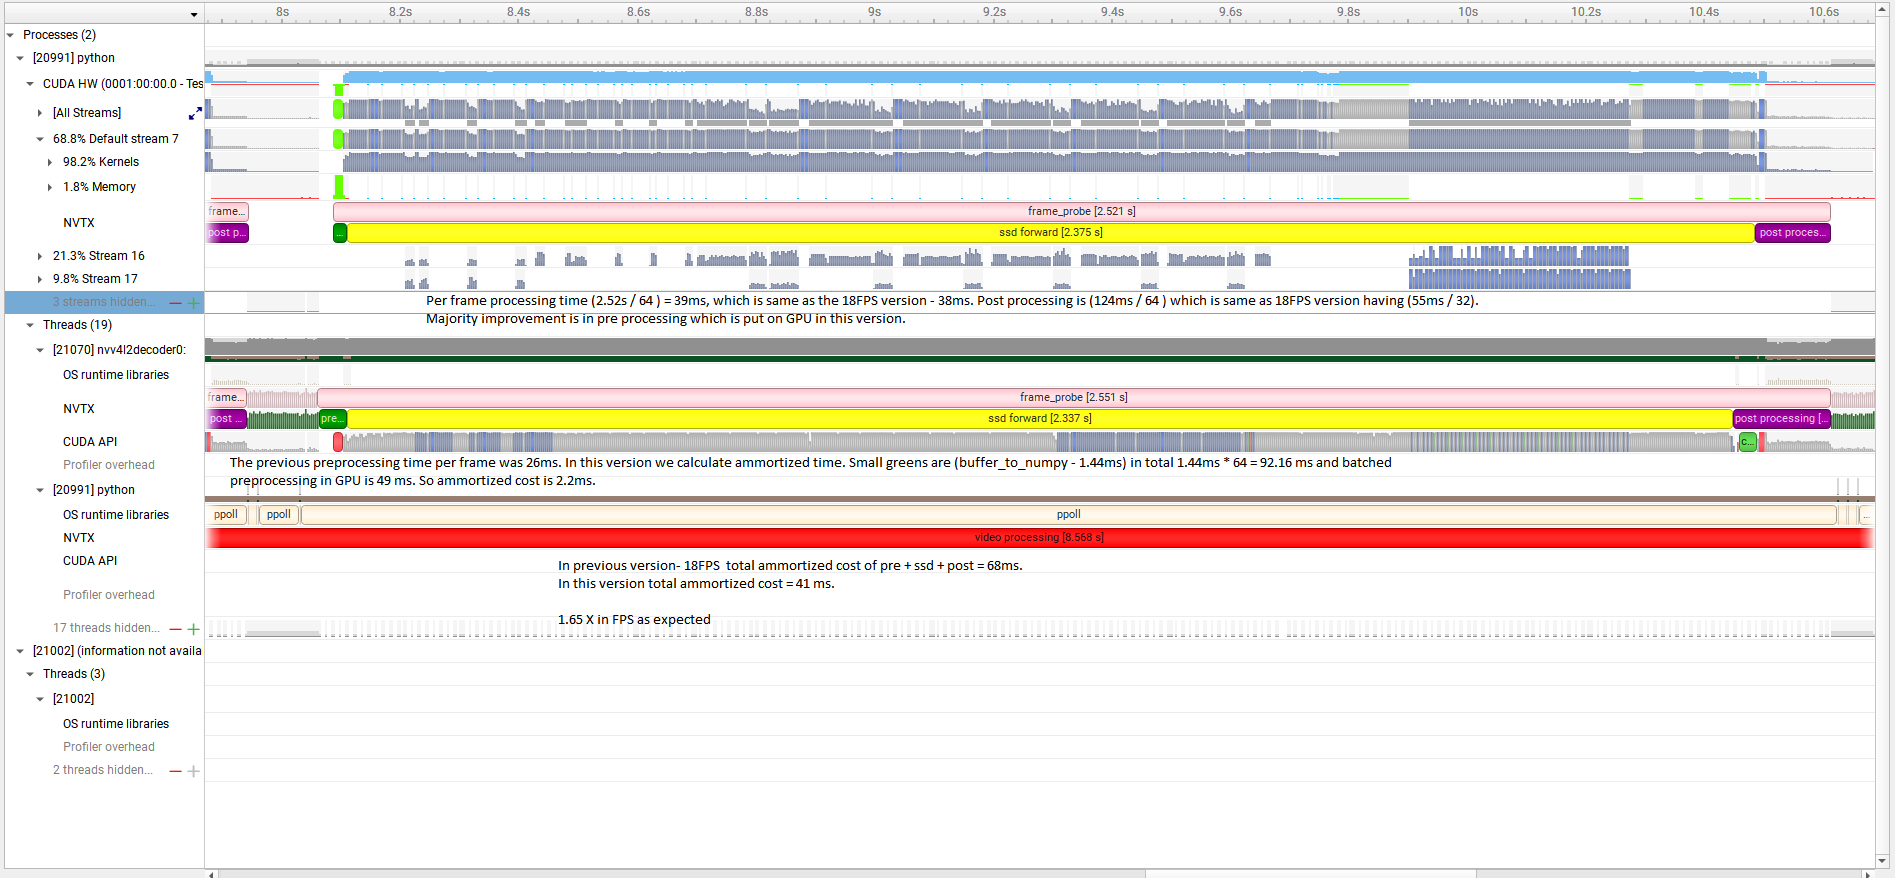 8s 8.2s 8.4s 8.6s 8.8s 9s 9.2s 9.4s 9.6s 9.8s 10s 10.2s 10.4s 10.6s
Processes (2)
[20991] python
CUDA HW (0001:00:00.0 - Tes
[All Streams]
68.8% Default stream 7
98.2% Kernels
1.8% Memory
frame... frame_probe [2.521 s]
NVTX
post p... ... ssd forward [2.375 s] post proces...
21.3% Stream 16
9.8% Stream 17
3 streams hidden... — +
Per frame processing time (2.52s / 64 ) = 39ms, which is same as the 18FPS version - 38ms. Post processing is (124ms / 64 ) which is same as 18FPS version having (55ms / 32).
Majority improvement is in pre processing which is put on GPU in this version.
Threads (19)
[21070] nvv4l2decoder0:
OS runtime libraries
frame... frame_probe [2.551 s]
NVTX
post ... pre... ssd forward [2.337 s] post processing [...
CUDA API c...
Profiler overhead
The previous preprocessing time per frame was 26ms. In this version we calculate ammortized time. Small greens are (buffer_to_numpy - 1.44ms) in total 1.44ms * 64 = 92.16 ms and batched
preprocessing in GPU is 49 ms. So ammortized cost is 2.2ms.
[20991] python
OS runtime libraries ppoll ppoll ppoll ...
NVTX video processing [8.568 s]
CUDA API
In previous version- 18FPS  total ammortized cost of pre + ssd + post = 68ms.
In this version total ammortized cost = 41 ms.
Profiler overhead
1.65 X in FPS as expected
17 threads hidden... — +
[21002] (information not availa
Threads (3)
[21002]
OS runtime libraries
Profiler overhead
2 threads hidden... — +